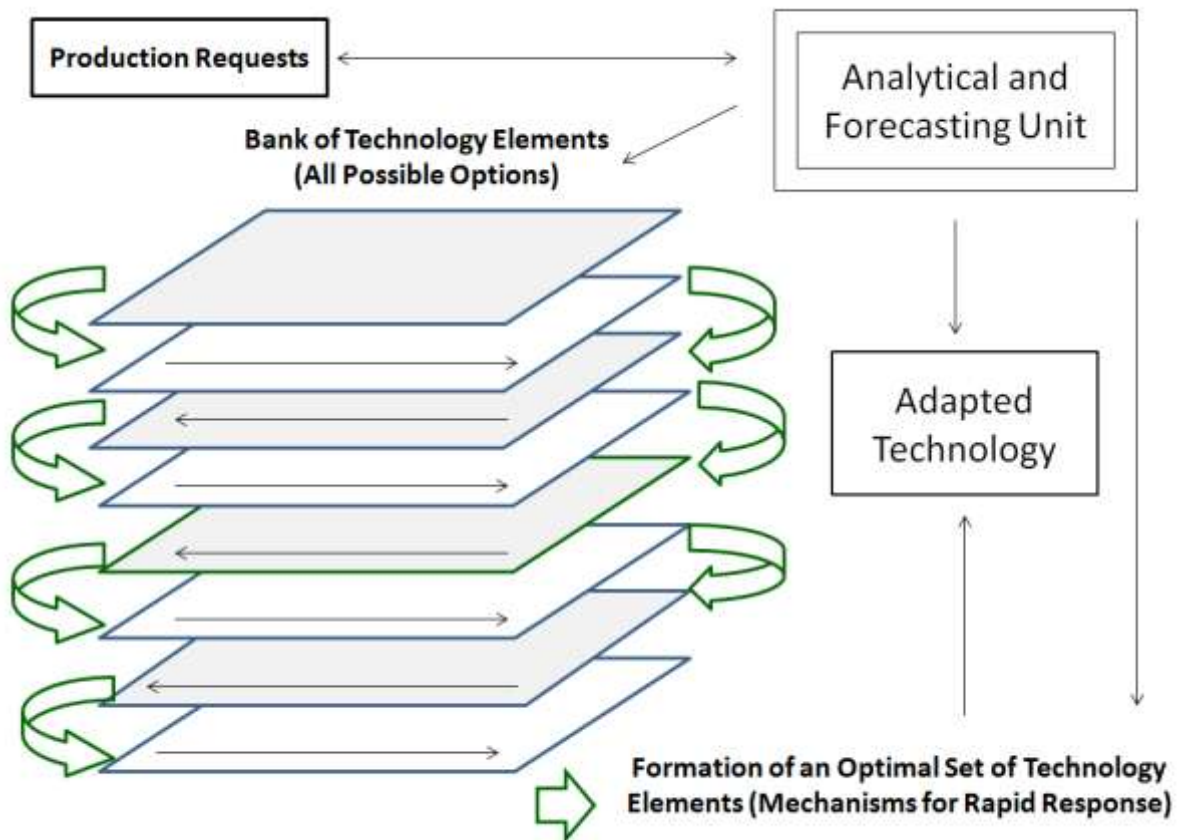 Production Requests
Analytical and
Forecasting Unit
Bank of Technology Elements
(All Possible Options)
Adapted
Technology
Formation of an Optimal Set of Technology
Elements (Mechanisms for Rapid Response)